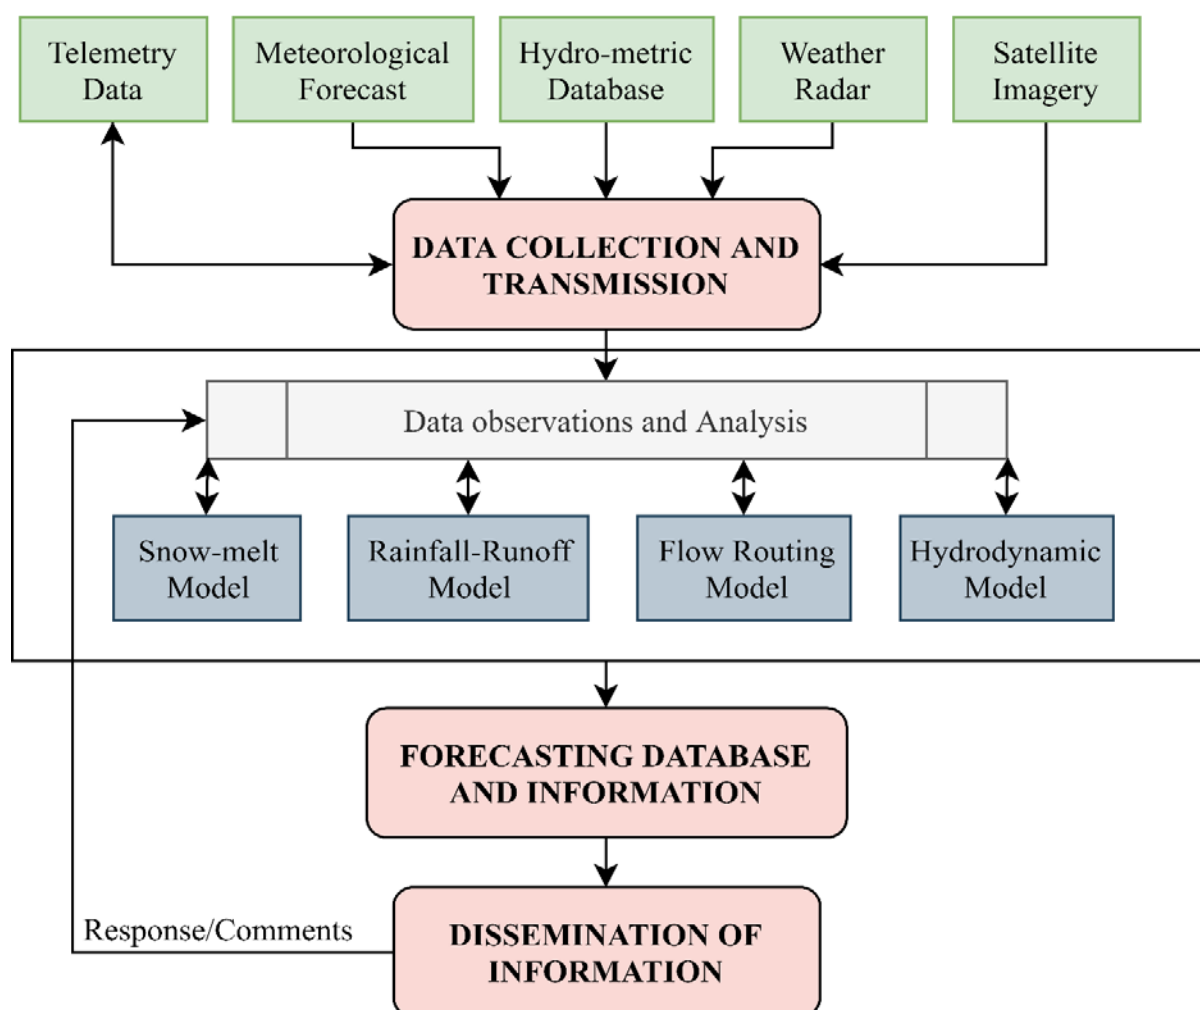 Telemetry
Data
Meteorological
Forecast
Hydro-metric
Database
Weather
Radar
Satellite
Imagery
DATA COLLECTION AND
TRANSMISSION
Data observations and Analysis
Snow-melt
Model
Rainfall-Runoff
Model
Flow Routing
Model
Hydrodynamic
Model
FORECASTING DATABASE
AND INFORMATION
Response/Comments
DISSEMINATION OF
INFORMATION